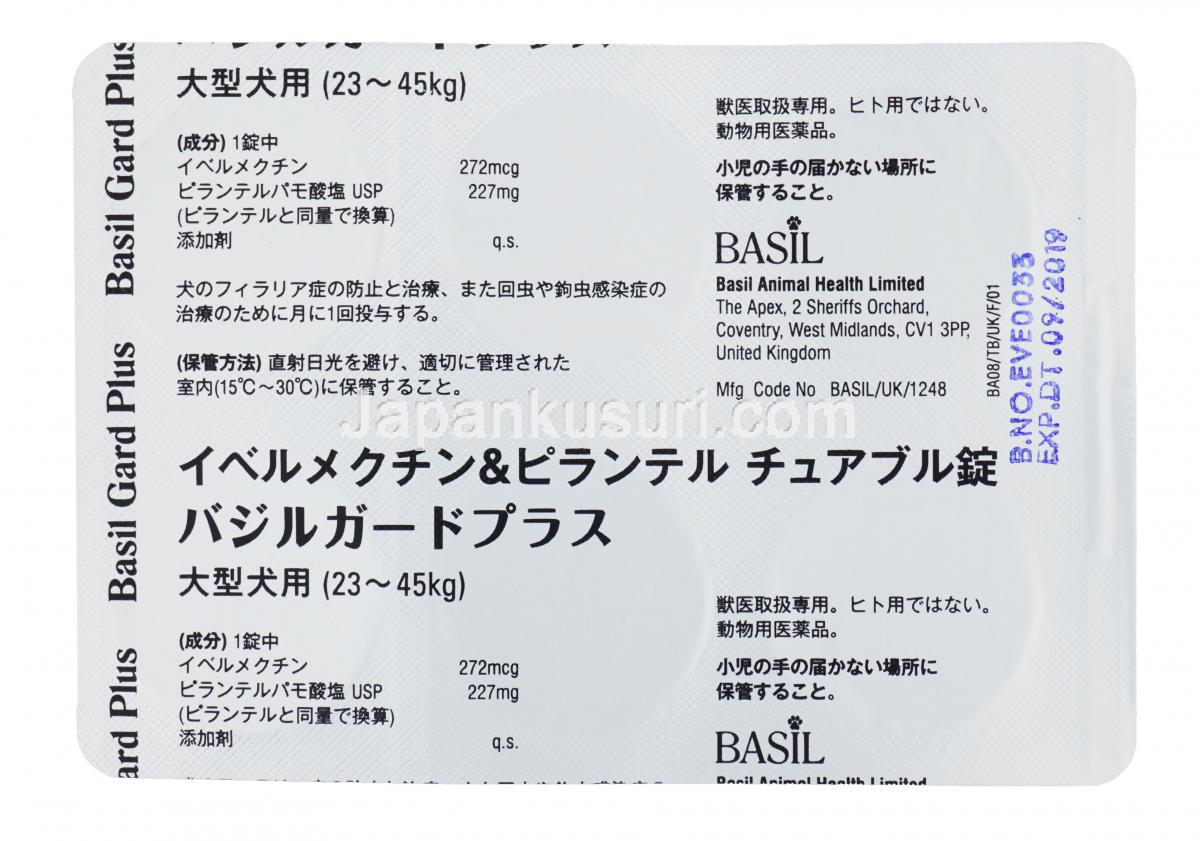 バジルガードプラス
大型犬用 (23～45kg)
(成分) 1錠中
イベルメクチン 272mcg
ピランテルパモ酸塩 USP 227mg
(ピランテルと同量で換算)
添加剤 q.s.
犬のフィラリア症の防止と治療、また回虫や鉤虫感染症の
治療のために月に1回投与する。
(保管方法) 直射日光を避け、適切に管理された
室内(15℃～30℃)に保管すること。
獣医取扱専用。ヒト用ではない。
動物用医薬品。
小児の手の届かない場所に
保管すること。
BASIL
Basil Animal Health Limited
The Apex, 2 Sheriffs Orchard,
Coventry, West Midlands, CV1 3PP,
United Kingdom
Mfg Code No BASIL/UK/1248
BA08/TB/UK/F/01
B.NO.EVE0033
EXP.DT.09/2019
Japankusuri.com
イベルメクチン&ピランテル チュアブル錠
バジルガードプラス
大型犬用 (23～45kg)
(成分) 1錠中
イベルメクチン 272mcg
ピランテルパモ酸塩 USP 227mg
(ピランテルと同量で換算)
添加剤 q.s.
獣医取扱専用。ヒト用ではない。
動物用医薬品。
小児の手の届かない場所に
保管すること。
BASIL
Basil Animal Health Limited
Basil Gard Plus
Basil Gard Plus
ard Plus